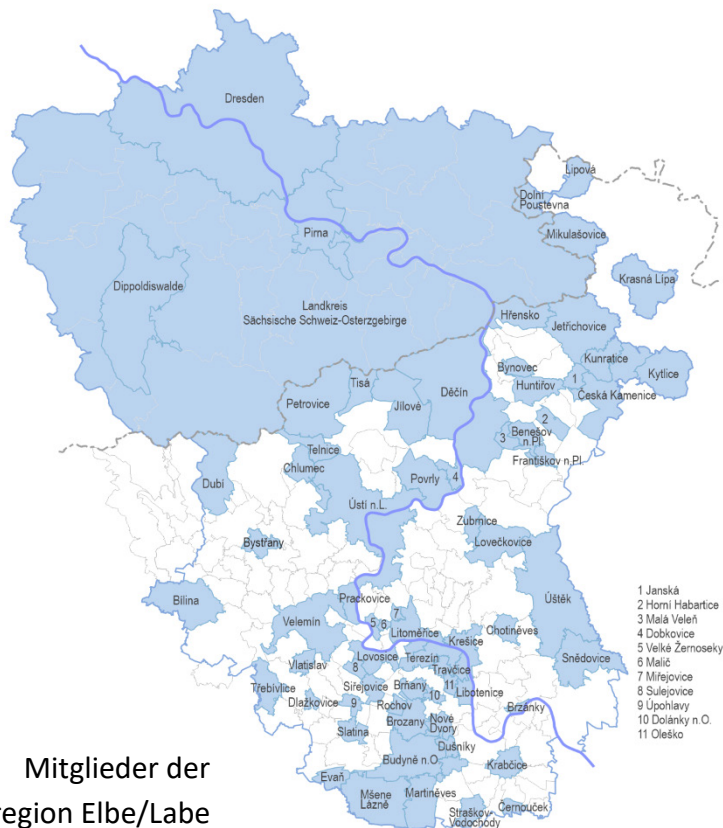 Dresden
Lipová
Dolní
Poustevna
Mikulašovice
Pirna
Krasná Lípa
Dippoldiswalde
Landkreis
Sächsische Schweiz-Osterzgebirge
Hřensko
Jetřichovice
Bynovec
Kunratice
Kytlice
Tisá
Děčín
Huntířov
1
Česká Kamenice
Petrovice
Jílové
2
3
Benešov
n.Pl.
Telnice
Františkov n.Pl.
Chlumec
Povrly
4
Dubí
Ústí n.L.
Zubrnice
Lovečkovice
Bystřany
Prackovice
Bílina
Úštěk
Velemín
7
5
6
Chotiněves
Litoměřice
Krešice
Lovosice
Terezín
Snědovice
Vlatislav
8
Travčice
Třebívlice
Siřejovice
Brňany
11
Libotenice
Dlažkovice
9
Rochov
10
Brzánky
Slatina
Brozany
Nové
Dvory
Dušníky
Budyně n.O.
Krabčice
Evaň
Mšené
Lázně
Martiněves
Straškov-
Vodochody
Černouček
1 Janská
2 Horní Habartice
3 Malá Veleň
4 Dobkovice
5 Velké Žernoseky
6 Malíč
7 Miřejovice
8 Sulejovice
9 Úpohlavy
10 Dolánky n.O.
11 Oleško
Mitglieder der
region Elbe/Labe